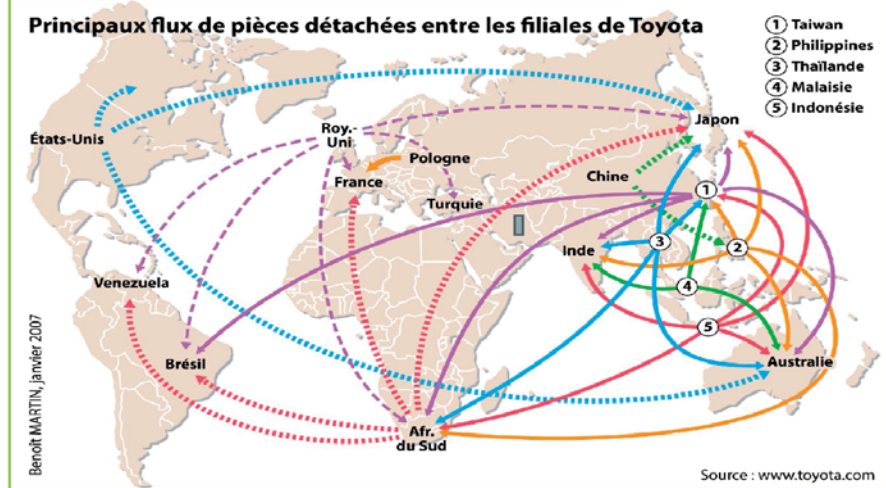 Principaux flux de pièces détachées entre les filiales de Toyota
1 Taiwan
2 Philippines
3 Thaïlande
4 Malaisie
5 Indonésie
Japon
États-Unis
Roy.-
Uni
Pologne
France
Chine
Turquie
1
Inde
3
2
Venezuela
4
5
Brésil
Australie
Afr.
du Sud
Benoît MARTIN, janvier 2007
Source : www.toyota.com